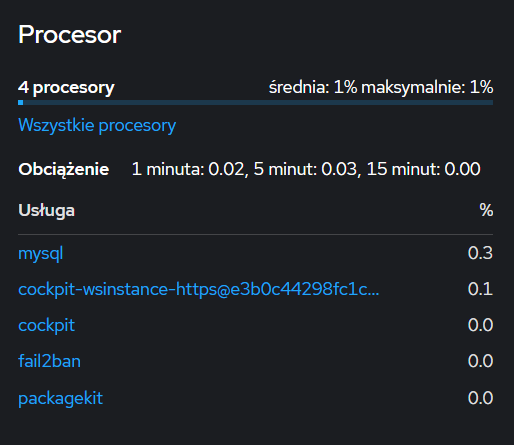 Procesor
4 procesory średnia: 1% maksymalnie: 1%
Wszystkie procesory
Obciążenie 1 minuta: 0.02, 5 minut: 0.03, 15 minut: 0.00
Usługa %
mysql 0.3
cockpit-wsinstance-https@e3b0c44298fc1c... 0.1
cockpit 0.0
fail2ban 0.0
packagekit 0.0